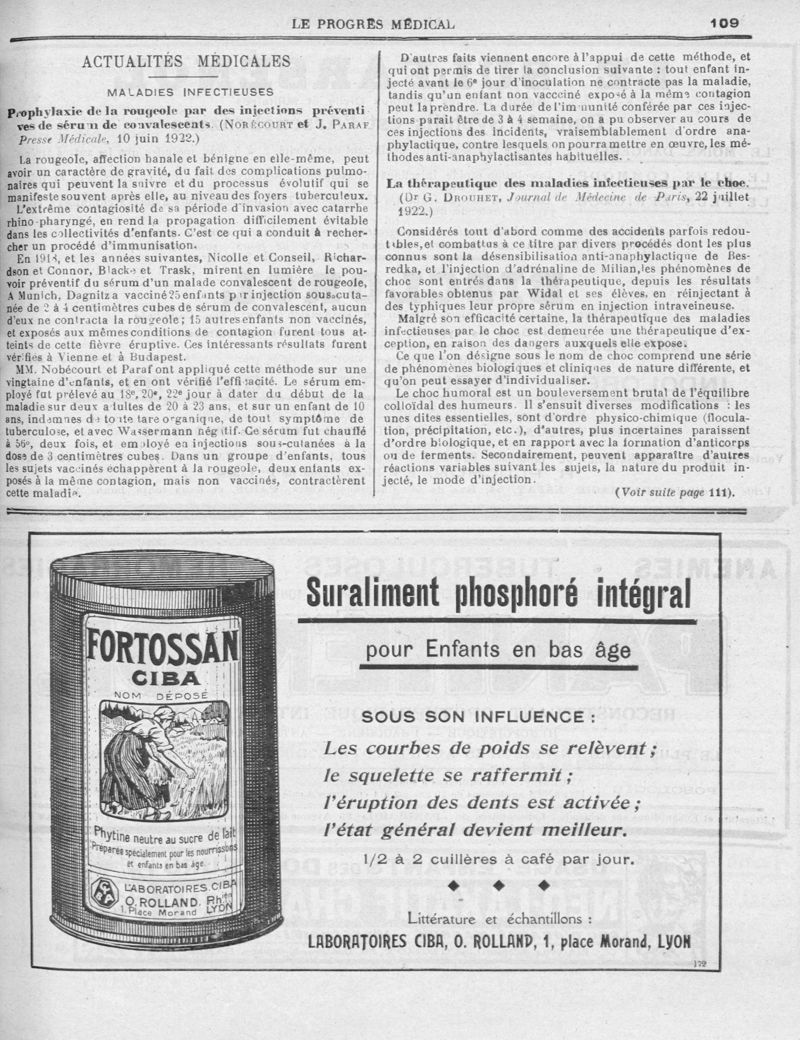 LE PROGRÈS MÉDICAL
109
ACTUALITÉS MÉDICALES
MALADIES INFECTIEUSES
Prophylaxie de la rougeole par des injections préventi
ves de sérum de convalescents. (NOBÉCOURT et J. PARAF
Presse Médicale, 10 juin 1922.)
La rougeole, affection banale et bénigne en elle-même, peut
avoir un caractère de gravité, du fait des complications pulmo-
naires qui peuvent la suivre et du processus évolutif qui se
manifeste souvent après elle, au niveau des foyers tuberculeux.
L'extrême contagiosité de sa période d'invasion avec catarrhe
rhino-pharyngé, en rend la propagation difficilement évitable
dans les collectivités d'enfants. C'est ce qui a conduit à recher-
cher un procédé d'immunisation.
En 1918, et les années suivantes, Nicolle et Conseil, Richar-
dson et Connor, Blacke et Trask, mirent en lumière le pou-
voir préventif du sérum d'un malade convalescent de rougeole,
A Munich, Dagnitz a vacciné 25 enfants par injection sous-cuta-
née de 2 à 4 centimètres cubes de sérum de convalescent, aucun
d'eux ne contracta la rougeole ; 15 autres enfants non vaccinés,
et exposés aux mêmes conditions de contagion furent tous at-
teints de cette fièvre éruptive. Ces intéressants résultats furent
vérifiés à Vienne et à Budapest.
MM. Nobécourt et Paraf ont appliqué cette méthode sur une
vingtaine d'enfants, et en ont vérifié l'efficacité. Le sérum em-
ployé fut prélevé au 18e, 20e, 22e jour à dater du début de la
maladie sur deux adultes de 20 à 23 ans, et sur un enfant de 10
ans, indemnes de toute tare organique, de tout symptôme de
tuberculose, et avec Wassermann négatif. Ce sérum fut chauffé
à 56°, deux fois, et employé en injections sous-cutanées à la
dose de 3 centimètres cubes. Dans un groupe d'enfants, tous
les sujets vaccinés échappèrent à la rougeole, deux enfants ex-
posés à la même contagion, mais non vaccinés, contractèrent
cette maladie.
D'autres faits viennent encore à l'appui de cette méthode, et
qui ont permis de tirer la conclusion suivante : tout enfant in-
jecté avant le 6e jour d'inoculation ne contracte pas la maladie,
tandis qu'un enfant non vacciné exposé à la même contagion
peut la prendre. La durée de l'immunité conférée par ces injec-
tions parait être de 3 à 4 semaine, on a pu observer au cours de
ces injections des incidents, vraisemblablement d'ordre ana-
phylactique, contre lesquels on pourra mettre en œuvre, les mé-
thodes anti-anaphylactisantes habituelles.
La thérapeutique des maladies infectieuses par le choc.
(Dr G. DROUHET, Journal de Médecine de Paris, 22 juillet
1922.)
Considérés tout d'abord comme des accidents parfois redou-
tables, et combattus à ce titre par divers procédés dont les plus
connus sont la désensibilisation anti-anaphylactique de Bes-
redka, et l'injection d'adrénaline de Milian, les phénomènes de
choc sont entrés dans la thérapeutique, depuis les résultats
favorables obtenus par Widal et ses élèves, en réinjectant à
des typhiques leur propre sérum en injection intraveineuse.
Malgré son efficacité certaine, la thérapeutique des maladies
infectieuses par le choc est demeurée une thérapeutique d'ex-
ception, en raison des dangers auxquels elle expose.
Ce que l'on désigne sous le nom de choc comprend une série
de phénomènes biologiques et cliniques de nature différente, et
qu'on peut essayer d'individualiser.
Le choc humoral est un bouleversement brutal de l'équilibre
colloïdal des humeurs. Il s'ensuit diverses modifications : les
unes dites essentielles, sont d'ordre physico-chimique (flocula-
tion, précipitation, etc.), d'autres, plus incertaines paraissent
d'ordre biologique, et en rapport avec la formation d'anticorps
ou de ferments. Secondairement, peuvent apparaître d'autres
réactions variables suivant les sujets, la nature du produit in-
jecté, le mode d'injection.
(Voir suite page 111).
FORTOSSAN
CIBA
NOM DÉPOSÉ
Phytine neutre au sucre de lait
Préparée spécialement pour les nourrissons
et enfants en bas âge
LABORATOIRES CIBA
O. ROLLAND. Phien
1. Place Morand LYON
Suraliment phosphoré intégral
pour Enfants en bas âge
SOUS SON INFLUENCE :
Les courbes de poids se relèvent ;
le squelette se raffermit ;
l'éruption des dents est activée ;
l'état général devient meilleur.
1/2 à 2 cuillères à café par jour.
Littérature et échantillons :
LABORATOIRES CIBA, O. ROLLAND, 1, place Morand, LYON